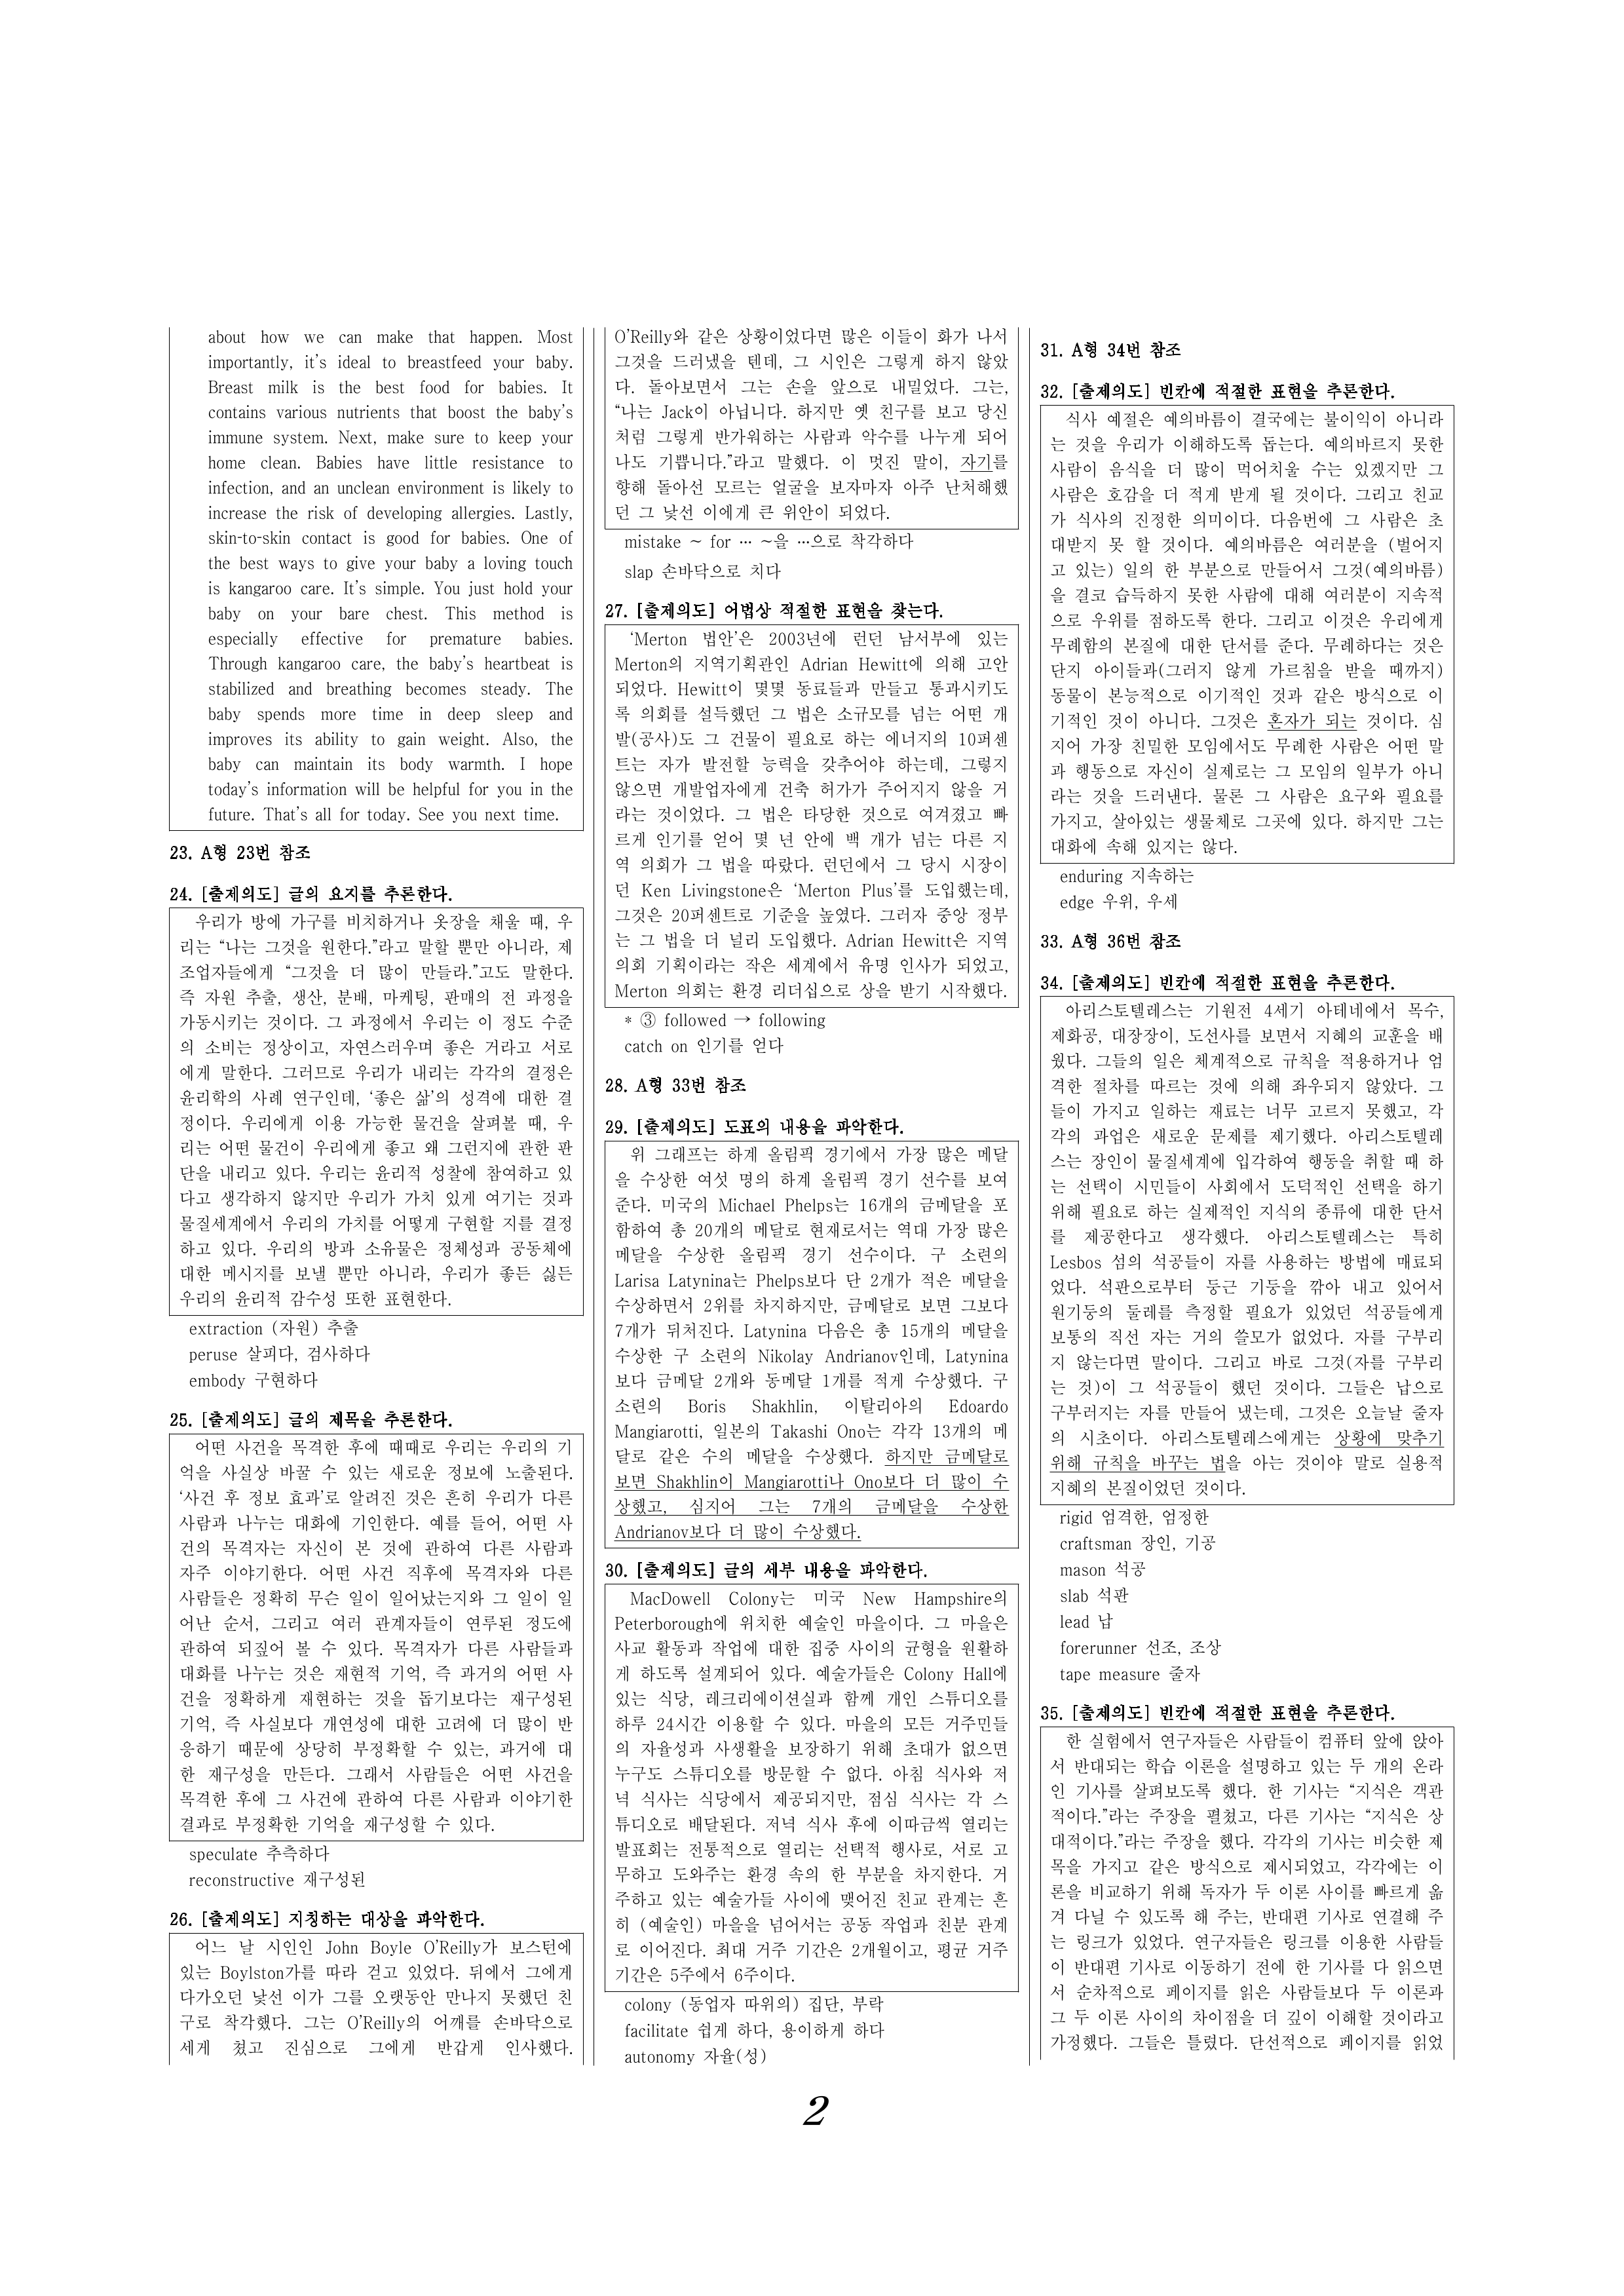 about how we can make that happen. Most
importantly, it's ideal to breastfeed your baby.
Breast milk is the best food for babies. It
contains various nutrients that boost the baby's
immune system. Next, make sure to keep your
home clean. Babies have little resistance to
infection, and an unclean environment is likely to
increase the risk of developing allergies. Lastly,
skin-to-skin contact is good for babies. One of
the best ways to give your baby a loving touch
is kangaroo care. It's simple. You just hold your
baby on your bare chest. This method is
especially effective for premature babies.
Through kangaroo care, the baby's heartbeat is
stabilized and breathing becomes steady. The
baby spends more time in deep sleep and
improves its ability to gain weight. Also, the
baby can maintain its body warmth. I hope
today's information will be helpful for you in the
future. That's all for today. See you next time.
23. A형 23번 참조
24. [출제의도] 글의 요지를 추론한다.
우리가 방에 가구를 비치하거나 옷장을 채울 때, 우
리는 “나는 그것을 원한다.”라고 말할 뿐만 아니라, 제
조업자들에게 “그것을 더 많이 만들라.”고도 말한다.
즉 자원 추출, 생산, 분배, 마케팅, 판매의 전 과정을
가동시키는 것이다. 그 과정에서 우리는 이 정도 수준
의 소비는 정상이고, 자연스러우며 좋은 거라고 서로
에게 말한다. 그러므로 우리가 내리는 각각의 결정은
윤리학의 사례 연구인데, ‘좋은 삶’의 성격에 대한 결
정이다. 우리에게 이용 가능한 물건을 살펴볼 때, 우
리는 어떤 물건이 우리에게 좋고 왜 그런지에 관한 판
단을 내리고 있다. 우리는 윤리적 성찰에 참여하고 있
다고 생각하지 않지만 우리가 가치 있게 여기는 것과
물질세계에서 우리의 가치를 어떻게 구현할 지를 결정
하고 있다. 우리의 방과 소유물은 정체성과 공동체에
대한 메시지를 보낼 뿐만 아니라, 우리가 좋든 싫든
우리의 윤리적 감수성 또한 표현한다.
extraction (자원) 추출
peruse 살피다, 검사하다
embody 구현하다
25. [출제의도] 글의 제목을 추론한다.
어떤 사건을 목격한 후에 때때로 우리는 우리의 기
억을 사실상 바꿀 수 있는 새로운 정보에 노출된다.
‘사건 후 정보 효과’로 알려진 것은 흔히 우리가 다른
사람과 나누는 대화에 기인한다. 예를 들어, 어떤 사
건의 목격자는 자신이 본 것에 관하여 다른 사람과
자주 이야기한다. 어떤 사건 직후에 목격자와 다른
사람들은 정확히 무슨 일이 일어났는지와 그 일이 일
어난 순서, 그리고 여러 관계자들이 연루된 정도에
관하여 되짚어 볼 수 있다. 목격자가 다른 사람들과
대화를 나누는 것은 재현적 기억, 즉 과거의 어떤 사
건을 정확하게 재현하는 것을 돕기보다는 재구성된
기억, 즉 사실보다 개연성에 대한 고려에 더 많이 반
응하기 때문에 상당히 부정확할 수 있는, 과거에 대
한 재구성을 만든다. 그래서 사람들은 어떤 사건을
목격한 후에 그 사건에 관하여 다른 사람과 이야기한
결과로 부정확한 기억을 재구성할 수 있다.
speculate 추측하다
reconstructive 재구성된
26. [출제의도] 지칭하는 대상을 파악한다.
어느 날 시인인 John Boyle O'Reilly가 보스턴에
있는 Boylston가를 따라 걷고 있었다. 뒤에서 그에게
다가오던 낯선 이가 그를 오랫동안 만나지 못했던 친
구로 착각했다. 그는 O'Reilly의 어깨를 손바닥으로
세게 쳤고 진심으로 그에게 반갑게 인사했다.
O'Reilly와 같은 상황이었다면 많은 이들이 화가 나서
그것을 드러냈을 텐데, 그 시인은 그렇게 하지 않았
다. 돌아보면서 그는 손을 앞으로 내밀었다. 그는,
“나는 Jack이 아닙니다. 하지만 옛 친구를 보고 당신
처럼 그렇게 반가워하는 사람과 악수를 나누게 되어
나도 기쁩니다.”라고 말했다. 이 멋진 말이, 자기를
향해 돌아선 모르는 얼굴을 보자마자 아주 난처해했
던 그 낯선 이에게 큰 위안이 되었다.
mistake ~ for … ~을 …으로 착각하다
slap 손바닥으로 치다
27. [출제의도] 어법상 적절한 표현을 찾는다.
‘Merton 법안’은 2003년에 런던 남서부에 있는
Merton의 지역기획관인 Adrian Hewitt에 의해 고안
되었다. Hewitt이 몇몇 동료들과 만들고 통과시키도
록 의회를 설득했던 그 법은 소규모를 넘는 어떤 개
발(공사)도 그 건물이 필요로 하는 에너지의 10퍼센
트는 자가 발전할 능력을 갖추어야 하는데, 그렇지
않으면 개발업자에게 건축 허가가 주어지지 않을 거
라는 것이었다. 그 법은 타당한 것으로 여겨졌고 빠
르게 인기를 얻어 몇 년 안에 백 개가 넘는 다른 지
역 의회가 그 법을 따랐다. 런던에서 그 당시 시장이
던 Ken Livingstone은 ‘Merton Plus’를 도입했는데,
그것은 20퍼센트로 기준을 높였다. 그러자 중앙 정부
는 그 법을 더 널리 도입했다. Adrian Hewitt은 지역
의회 기획이라는 작은 세계에서 유명 인사가 되었고,
Merton 의회는 환경 리더십으로 상을 받기 시작했다.
* ③ followed → following
catch on 인기를 얻다
28. A형 33번 참조
29. [출제의도] 도표의 내용을 파악한다.
위 그래프는 하계 올림픽 경기에서 가장 많은 메달
을 수상한 여섯 명의 하계 올림픽 경기 선수를 보여
준다. 미국의 Michael Phelps는 16개의 금메달을 포
함하여 총 20개의 메달로 현재로서는 역대 가장 많은
메달을 수상한 올림픽 경기 선수이다. 구 소련의
Larisa Latynina는 Phelps보다 단 2개가 적은 메달을
수상하면서 2위를 차지하지만, 금메달로 보면 그보다
7개가 뒤처진다. Latynina 다음은 총 15개의 메달을
수상한 구 소련의 Nikolay Andrianov인데, Latynina
보다 금메달 2개와 동메달 1개를 적게 수상했다. 구
소련의 Boris Shakhlin, 이탈리아의 Edoardo
Mangiarotti, 일본의 Takashi Ono는 각각 13개의 메
달로 같은 수의 메달을 수상했다. 하지만 금메달로
보면 Shakhlin이 Mangiarotti나 Ono보다 더 많이 수
상했고, 심지어 그는 7개의 금메달을 수상한
Andrianov보다 더 많이 수상했다.
30. [출제의도] 글의 세부 내용을 파악한다.
MacDowell Colony는 미국 New Hampshire의
Peterborough에 위치한 예술인 마을이다. 그 마을은
사교 활동과 작업에 대한 집중 사이의 균형을 원활하
게 하도록 설계되어 있다. 예술가들은 Colony Hall에
있는 식당, 레크리에이션실과 함께 개인 스튜디오를
하루 24시간 이용할 수 있다. 마을의 모든 거주민들
의 자율성과 사생활을 보장하기 위해 초대가 없으면
누구도 스튜디오를 방문할 수 없다. 아침 식사와 저
녁 식사는 식당에서 제공되지만, 점심 식사는 각 스
튜디오로 배달된다. 저녁 식사 후에 이따금씩 열리는
발표회는 전통적으로 열리는 선택적 행사로, 서로 고
무하고 도와주는 환경 속의 한 부분을 차지한다. 거
주하고 있는 예술가들 사이에 맺어진 친교 관계는 흔
히 (예술인) 마을을 넘어서는 공동 작업과 친분 관계
로 이어진다. 최대 거주 기간은 2개월이고, 평균 거주
기간은 5주에서 6주이다.
colony (동업자 따위의) 집단, 부락
facilitate 쉽게 하다, 용이하게 하다
autonomy 자율(성)
31. A형 34번 참조
32. [출제의도] 빈칸에 적절한 표현을 추론한다.
식사 예절은 예의바름이 결국에는 불이익이 아니라
는 것을 우리가 이해하도록 돕는다. 예의바르지 못한
사람이 음식을 더 많이 먹어치울 수는 있겠지만 그
사람은 호감을 더 적게 받게 될 것이다. 그리고 친교
가 식사의 진정한 의미이다. 다음번에 그 사람은 초
대받지 못 할 것이다. 예의바름은 여러분을 (벌어지
고 있는) 일의 한 부분으로 만들어서 그것(예의바름)
을 결코 습득하지 못한 사람에 대해 여러분이 지속적
으로 우위를 점하도록 한다. 그리고 이것은 우리에게
무례함의 본질에 대한 단서를 준다. 무례하다는 것은
단지 아이들과(그러지 않게 가르침을 받을 때까지)
동물이 본능적으로 이기적인 것과 같은 방식으로 이
기적인 것이 아니다. 그것은 혼자가 되는 것이다. 심
지어 가장 친밀한 모임에서도 무례한 사람은 어떤 말
과 행동으로 자신이 실제로는 그 모임의 일부가 아니
라는 것을 드러낸다. 물론 그 사람은 요구와 필요를
가지고, 살아있는 생물체로 그곳에 있다. 하지만 그는
대화에 속해 있지는 않다.
enduring 지속하는
edge 우위, 우세
33. A형 36번 참조
34. [출제의도] 빈칸에 적절한 표현을 추론한다.
아리스토텔레스는 기원전 4세기 아테네에서 목수,
제화공, 대장장이, 도선사를 보면서 지혜의 교훈을 배
웠다. 그들의 일은 체계적으로 규칙을 적용하거나 엄
격한 절차를 따르는 것에 의해 좌우되지 않았다. 그
들이 가지고 일하는 재료는 너무 고르지 못했고, 각
각의 과업은 새로운 문제를 제기했다. 아리스토텔레
스는 장인이 물질세계에 입각하여 행동을 취할 때 하
는 선택이 시민들이 사회에서 도덕적인 선택을 하기
위해 필요로 하는 실제적인 지식의 종류에 대한 단서
를 제공한다고 생각했다. 아리스토텔레스는 특히
Lesbos 섬의 석공들이 자를 사용하는 방법에 매료되
었다. 석판으로부터 둥근 기둥을 깎아 내고 있어서
원기둥의 둘레를 측정할 필요가 있었던 석공들에게
보통의 직선 자는 거의 쓸모가 없었다. 자를 구부리
지 않는다면 말이다. 그리고 바로 그것(자를 구부리
는 것)이 그 석공들이 했던 것이다. 그들은 납으로
구부러지는 자를 만들어 냈는데, 그것은 오늘날 줄자
의 시초이다. 아리스토텔레스에게는 상황에 맞추기
위해 규칙을 바꾸는 법을 아는 것이야 말로 실용적
지혜의 본질이었던 것이다.
rigid 엄격한, 엄정한
craftsman 장인, 기공
mason 석공
slab 석판
lead 납
forerunner 선조, 조상
tape measure 줄자
35. [출제의도] 빈칸에 적절한 표현을 추론한다.
한 실험에서 연구자들은 사람들이 컴퓨터 앞에 앉아
서 반대되는 학습 이론을 설명하고 있는 두 개의 온라
인 기사를 살펴보도록 했다. 한 기사는 “지식은 객관
적이다.”라는 주장을 펼쳤고, 다른 기사는 “지식은 상
대적이다.”라는 주장을 했다. 각각의 기사는 비슷한 제
목을 가지고 같은 방식으로 제시되었고, 각각에는 이
론을 비교하기 위해 독자가 두 이론 사이를 빠르게 옮
겨 다닐 수 있도록 해 주는, 반대편 기사로 연결해 주
는 링크가 있었다. 연구자들은 링크를 이용한 사람들
이 반대편 기사로 이동하기 전에 한 기사를 다 읽으면
서 순차적으로 페이지를 읽은 사람들보다 두 이론과
그 두 이론 사이의 차이점을 더 깊이 이해할 것이라고
가정했다. 그들은 틀렸다. 단선적으로 페이지를 읽었
2